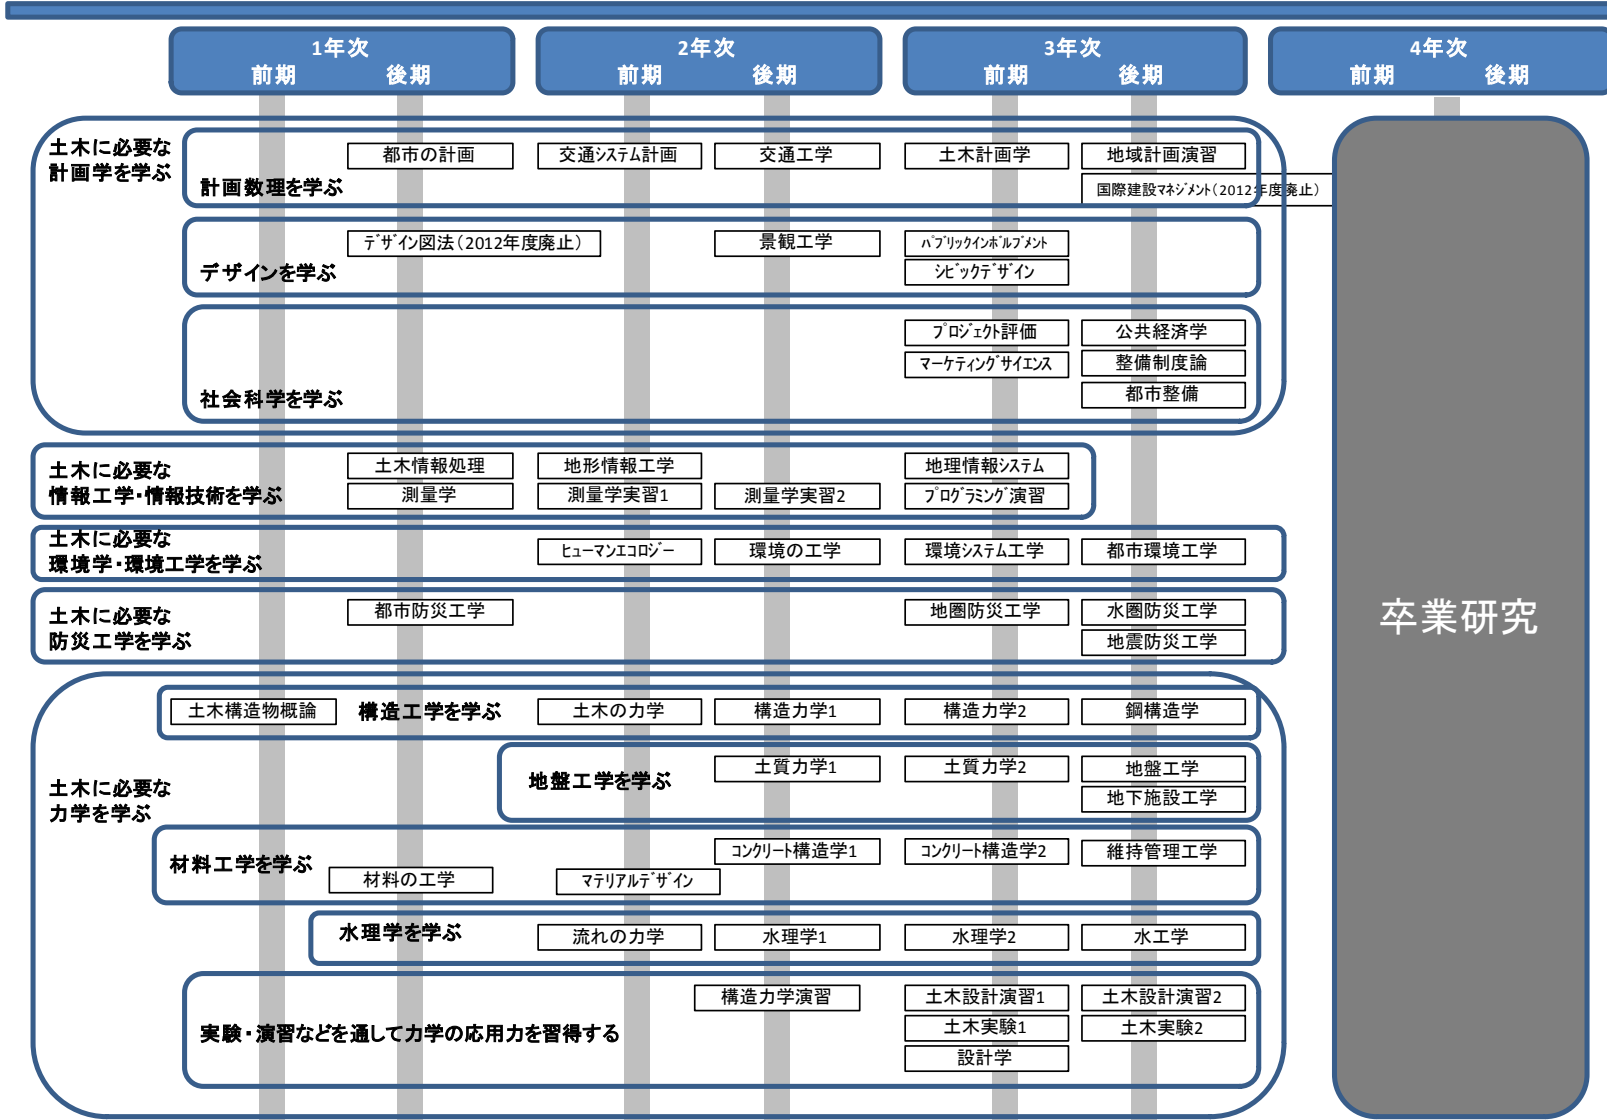 1年次
前期 後期
2年次
前期 後期
3年次
前期 後期
4年次
前期 後期
土木に必要な
計画学を学ぶ
都市の計画
交通システム計画
交通工学
土木計画学
地域計画演習
計画数理を学ぶ
国際建設マネジメント(2012年度廃止)
デザイン図法(2012年度廃止)
景観工学
パブリックインボルブメント
デザインを学ぶ
シビックデザイン
プロジェクト評価
公共経済学
マーケティングサイエンス
整備制度論
社会科学を学ぶ
都市整備
土木に必要な
情報工学・情報技術を学ぶ
土木情報処理
地形情報工学
地理情報システム
測量学
測量学実習1
測量学実習2
プログラミング演習
土木に必要な
環境学・環境工学を学ぶ
ヒューマンエコロジー
環境の工学
環境システム工学
都市環境工学
土木に必要な
防災工学を学ぶ
都市防災工学
地圏防災工学
水圏防災工学
地震防災工学
卒業研究
土木に必要な
力学を学ぶ
土木構造物概論
構造工学を学ぶ
土木の力学
構造力学1
構造力学2
鋼構造学
地盤工学を学ぶ
土質力学1
土質力学2
地盤工学
地下施設工学
材料工学を学ぶ
コンクリート構造学1
コンクリート構造学2
維持管理工学
材料の工学
マテリアルデザイン
水理学を学ぶ
流れの力学
水理学1
水理学2
水工学
構造力学演習
土木設計演習1
土木設計演習2
実験・演習などを通して力学の応用力を習得する
土木実験1
土木実験2
設計学